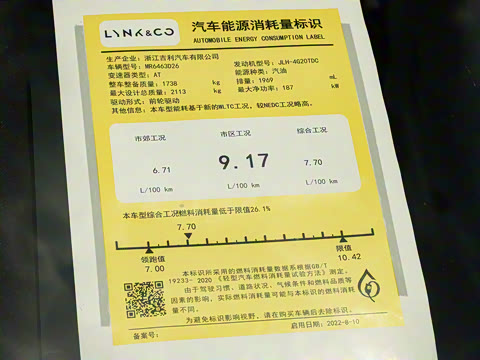 LYNK&CO
汽车能源消耗量标识
AUTOMOBILE ENERGY CONSUMPTION LABEL
生产企业：浙江吉利汽车有限公司
车辆型号：MR6463D26 发动机型号：JLH-4G20TDC
变速器类型：AT 能源种类：汽油
整车整备质量：1738 kg 排量：1969 mL
最大设计总质量：2113 kg 最大净功率：187 kW
驱动形式：前轮驱动
其他信息：本车型能耗基于新的WLTC工况，较NEDC工况略高。
市郊工况 市区工况 综合工况
6.71 9.17 7.70
L/100 km L/100 km L/100 km
本车型综合工况燃料消耗量低于限值26.1%
7.70
领跑值 限值
7.00 10.42
本标识所采用的燃料消耗量数据系根据GB/T
19233-2020《轻型汽车燃料消耗量试验方法》测定。
由于驾驶习惯、道路状况、气候条件和燃料品质等
因素的影响，实际燃料消耗量可能与本标识的燃料消耗
量不同。
为避免标识影响视野，请在购买车辆后去除标识。
备案号： 启用日期：2022-8-10